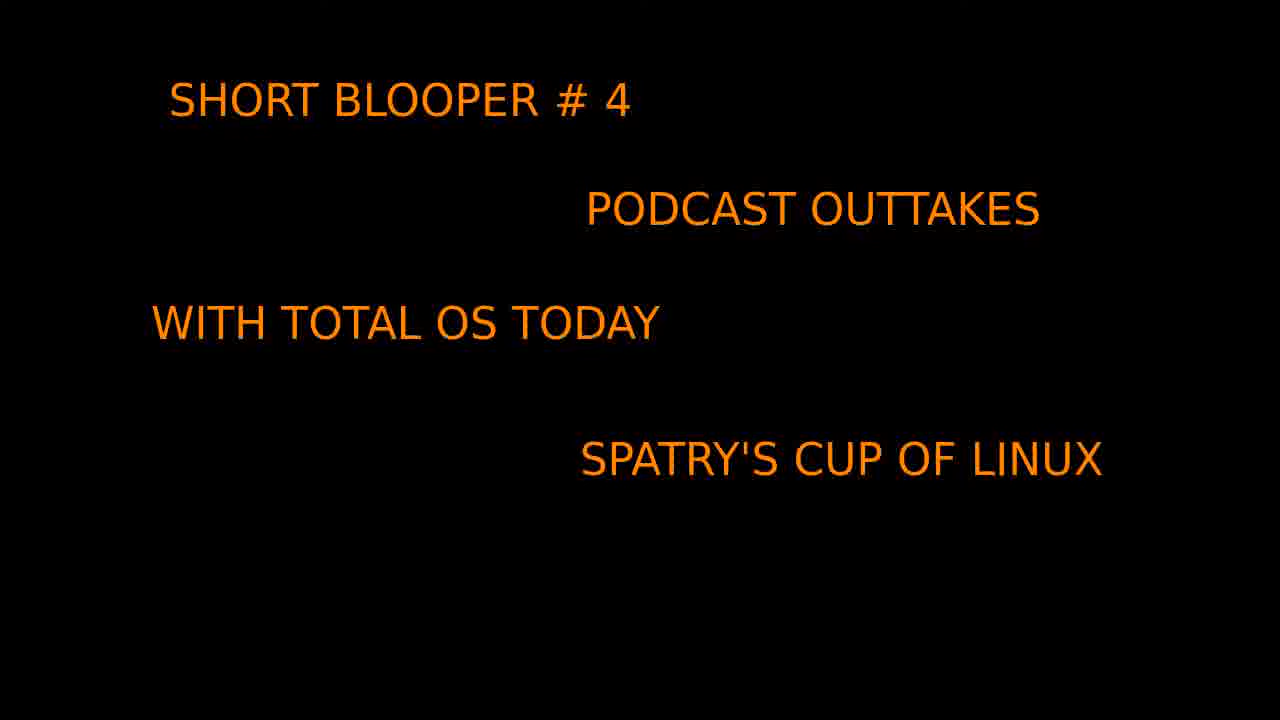 SHORT BLOOPER # 4
PODCAST OUTTAKES
WITH TOTAL OS TODAY
SPATRY'S CUP OF LINUX